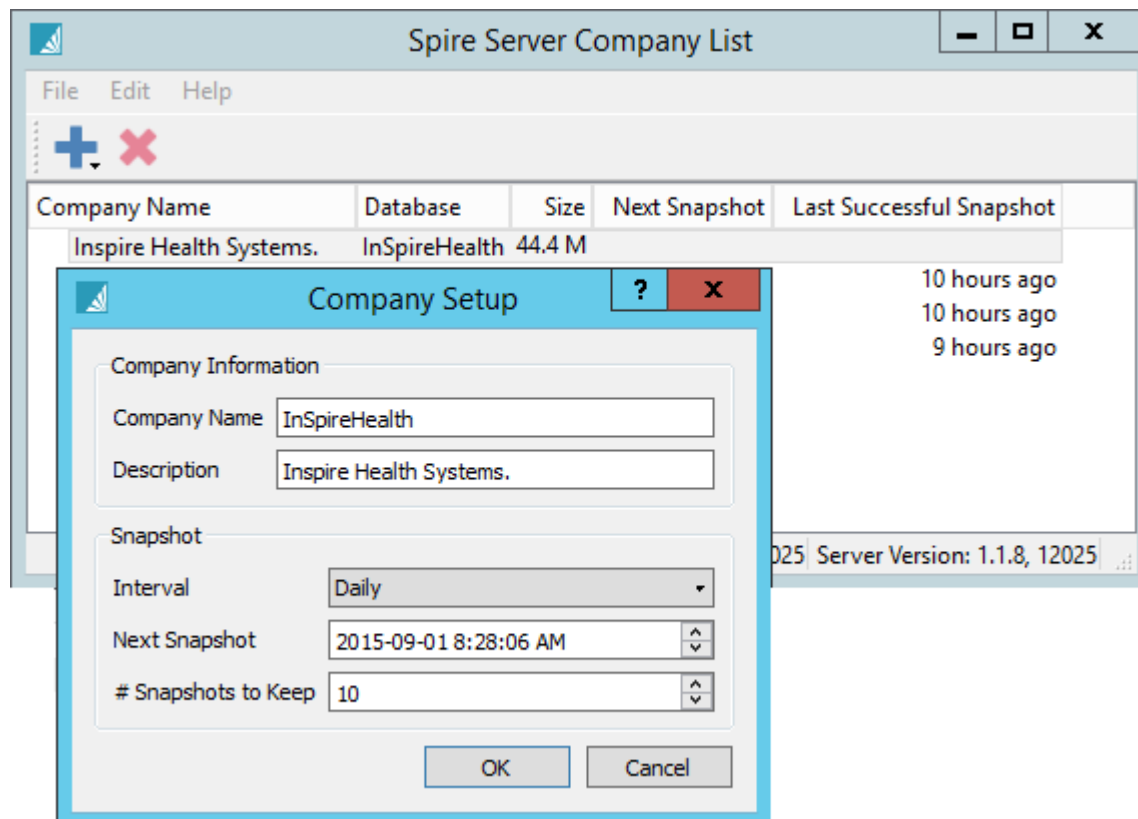 Spire Server Company List
File Edit Help
Company Name Database Size Next Snapshot Last Successful Snapshot
Inspire Health Systems. InSpireHealth 44.4 M
10 hours ago
10 hours ago
9 hours ago
025 Server Version: 1.1.8, 12025
Company Setup
Company Information
Company Name InSpireHealth
Description Inspire Health Systems.
Snapshot
Interval Daily
Next Snapshot 2015-09-01 8:28:06 AM
# Snapshots to Keep 10
OK Cancel